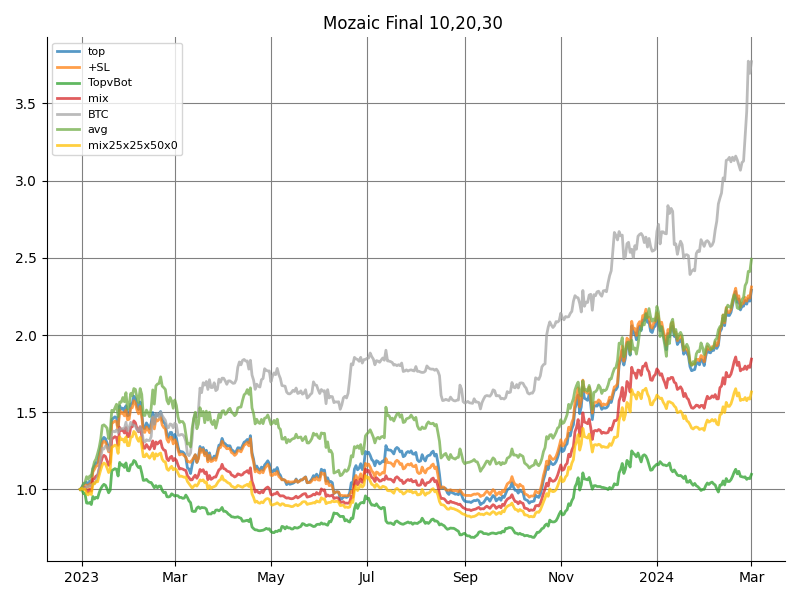 Mozaic Final 10,20,30
top
+SL
TopvBot
mix
BTC
avg
mix25x25x50x0
3.5
3.0
2.5
2.0
1.5
1.0
2023 Mar May Jul Sep Nov 2024 Mar